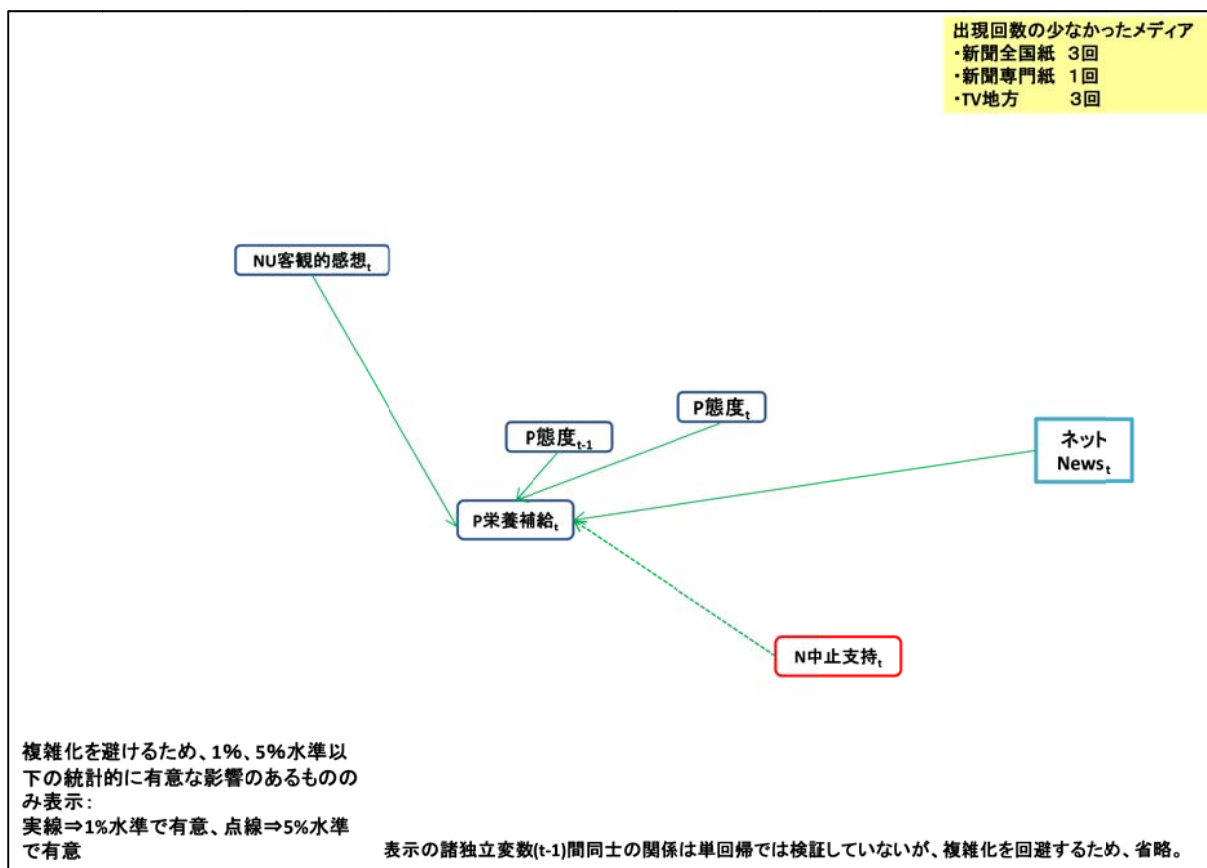 出現回数の少なかったメディア
・新聞全国紙 3回
・新聞専門紙 1回
・TV地方 3回
NU客観的感想t
P態度t
P態度t-1
ネット
Newst
P栄養補給t
N中止支持t
複雑化を避けるため、1%、5%水準以
下の統計的に有意な影響のあるものの
み表示:
実線⇒1%水準で有意、点線⇒5%水準
で有意
表示の諸独立変数(t-1)間同士の関係は単回帰では検証していないが、複雑化を回避するため、省略。